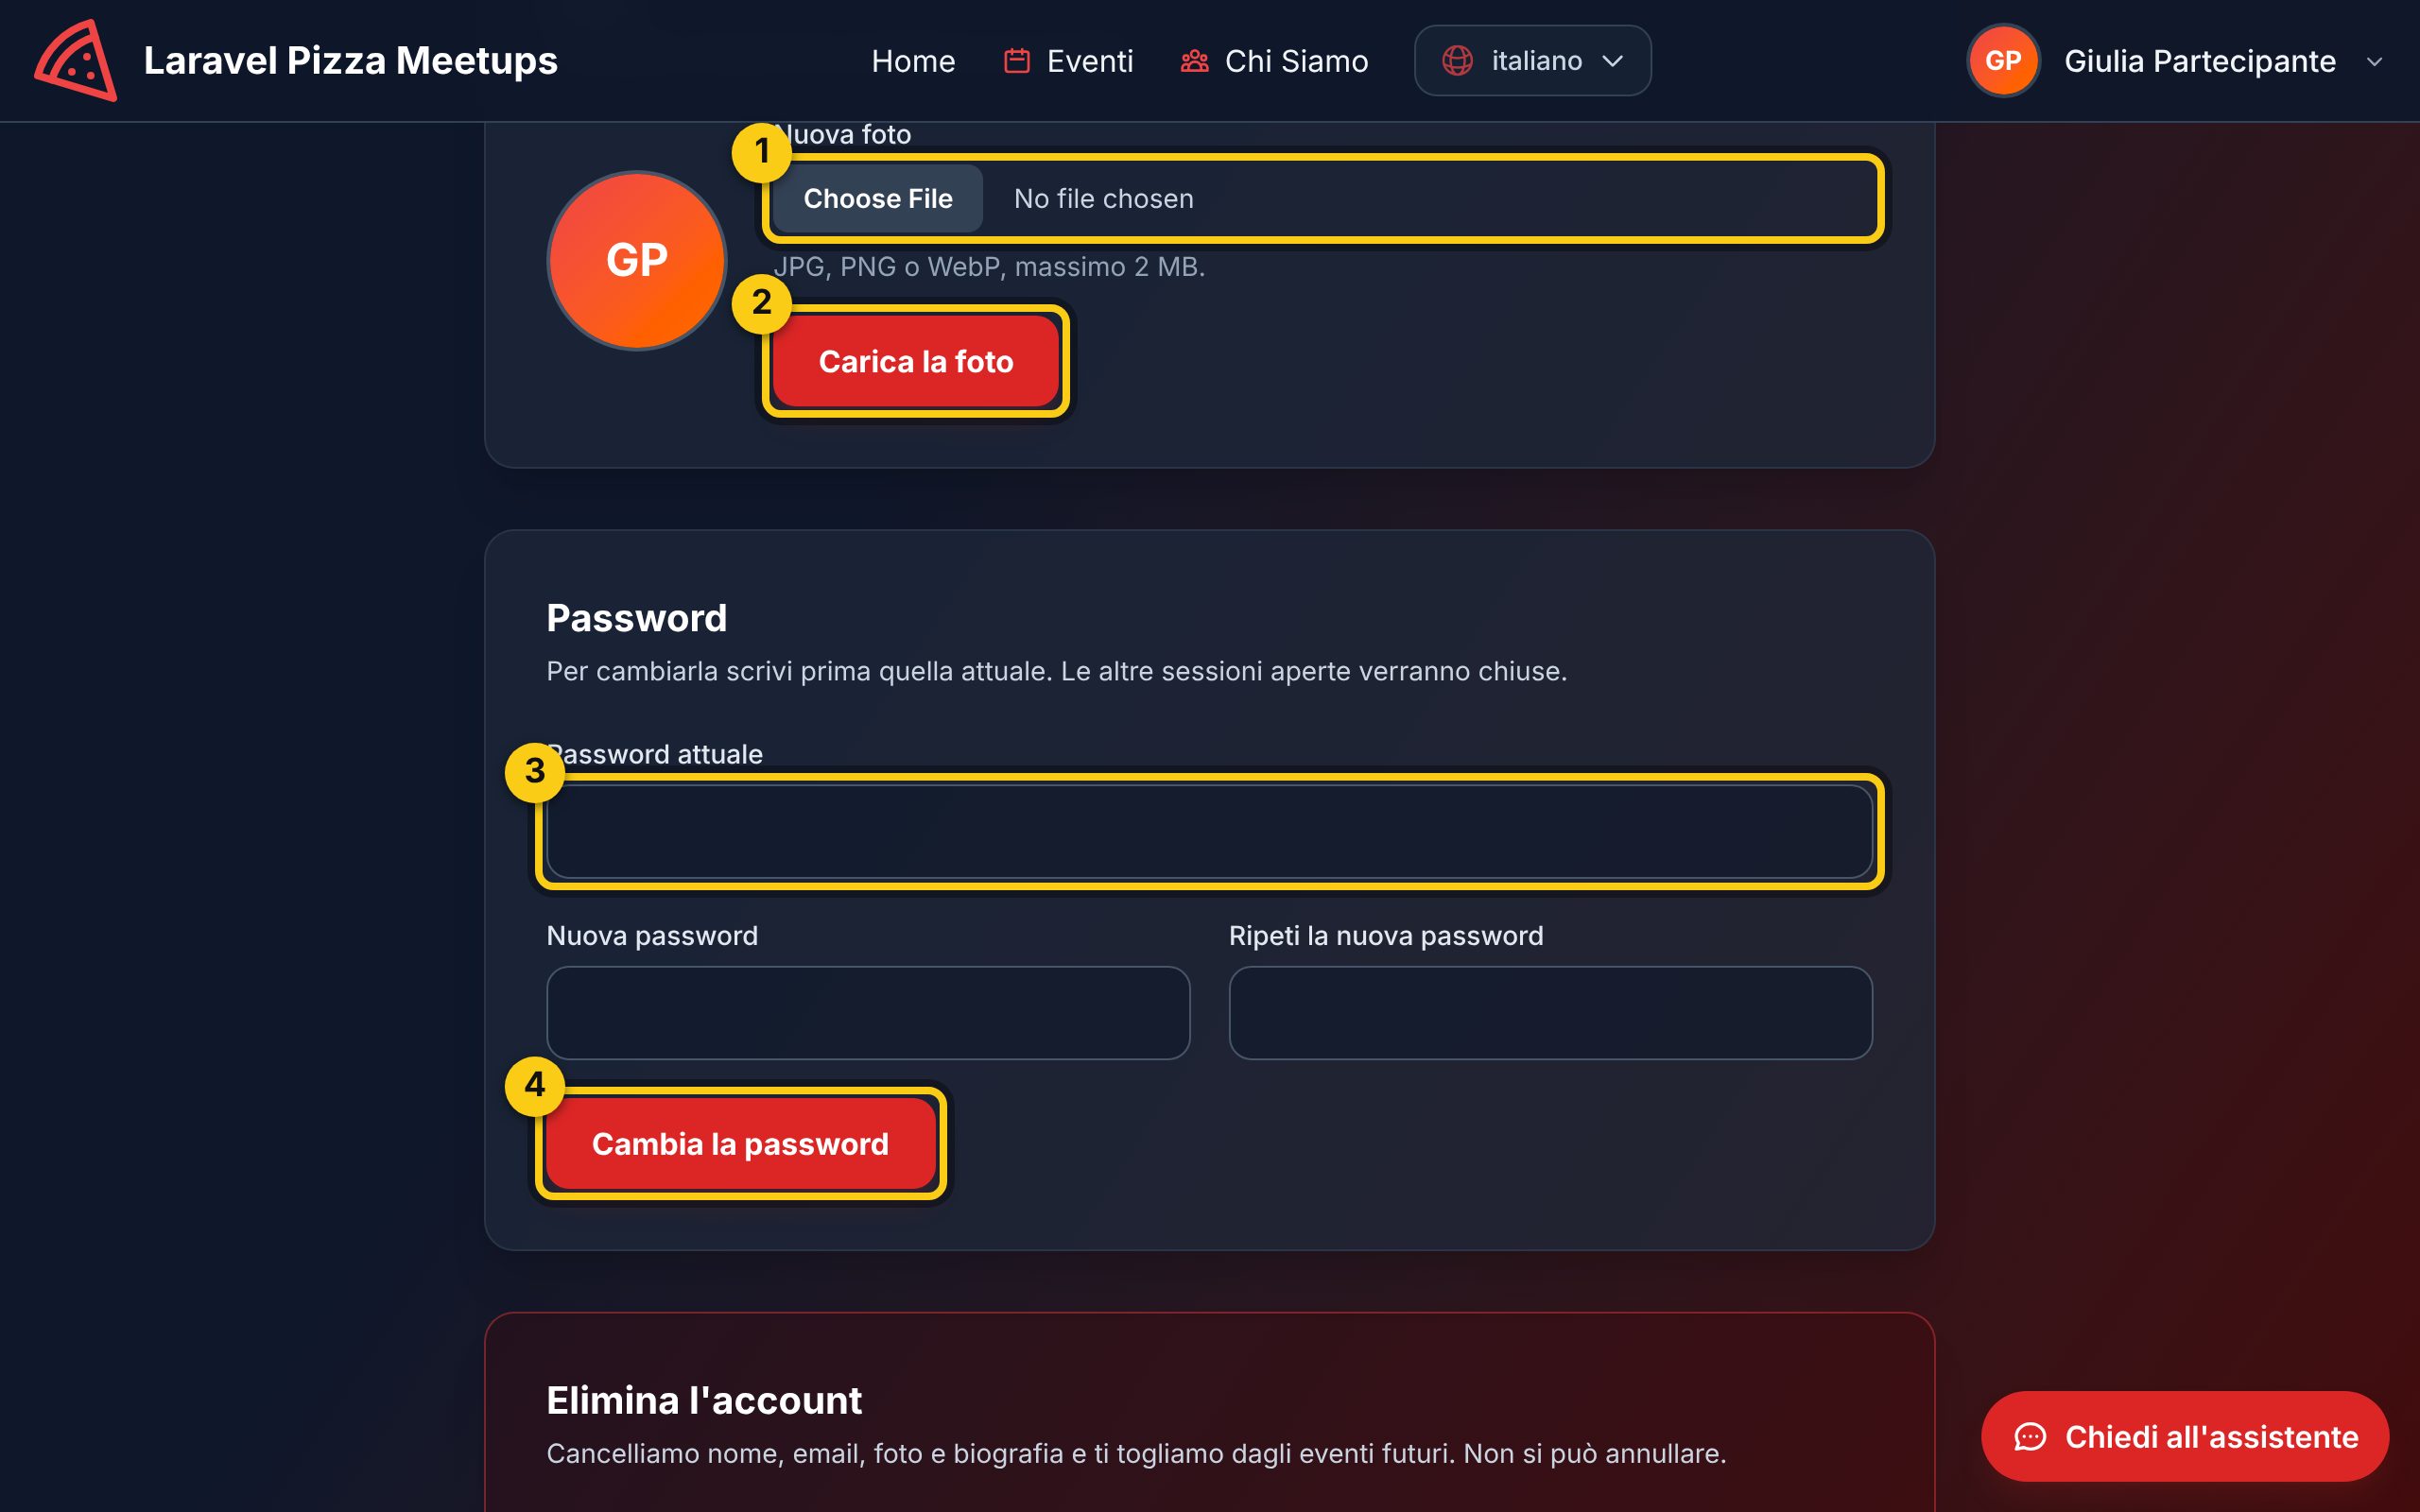 Laravel Pizza Meetups
Home
Eventi
Chi Siamo
italiano
GP
Giulia Partecipante
1
Nuova foto
Choose File
No file chosen
GP
JPG, PNG o WebP, massimo 2 MB.
2
Carica la foto
Password
Per cambiarla scrivi prima quella attuale. Le altre sessioni aperte verranno chiuse.
Password attuale
3
Nuova password
Ripeti la nuova password
4
Cambia la password
Elimina l'account
Cancelliamo nome, email, foto e biografia e ti togliamo dagli eventi futuri. Non si può annullare.
Chiedi all'assistente